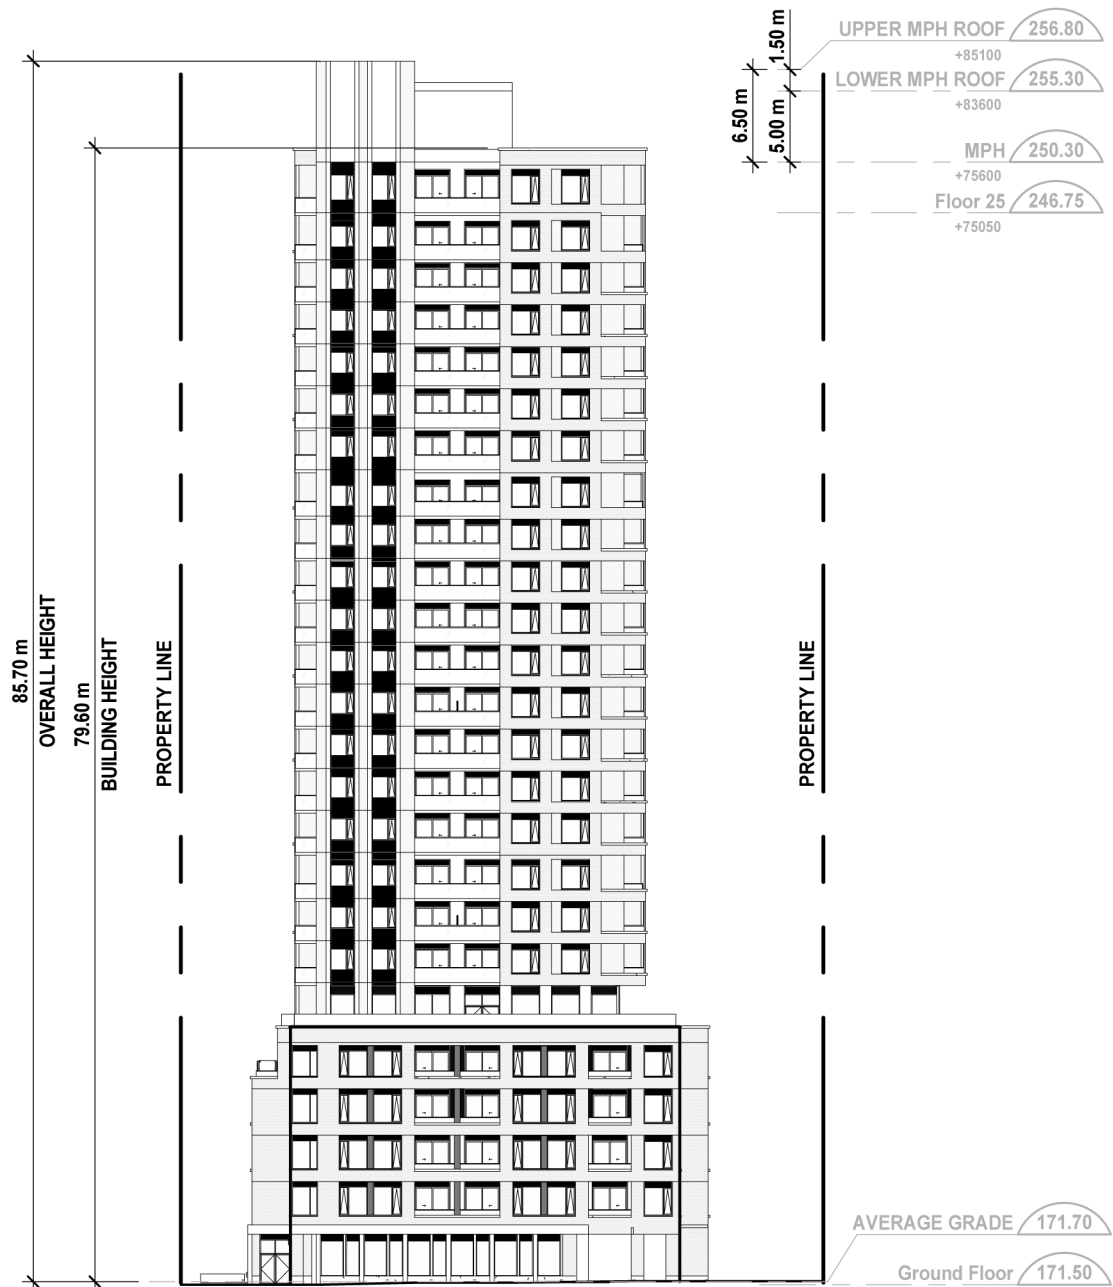 UPPER MPH ROOF 256.80
+85100
LOWER MPH ROOF 255.30
+83600
MPH 250.30
+75600
Floor 25 246.75
+75050
1.50 m
6.50 m
5.00 m
85.70 m
OVERALL HEIGHT
79.60 m
BUILDING HEIGHT
PROPERTY LINE
PROPERTY LINE
AVERAGE GRADE 171.70
Ground Floor 171.50